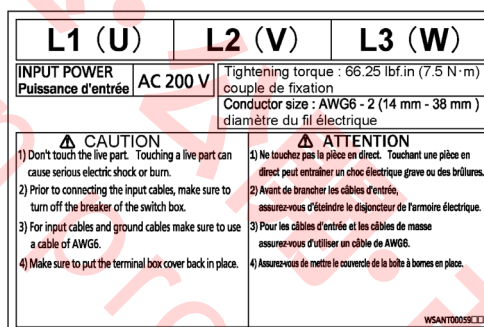 L1 (U) L2 (V) L3 (W)
INPUT POWER
Puissance d'entrée
AC 200 V
Tightening torque : 66.25 lbf.in (7.5 N·m)
couple de fixation
Conductor size : AWG6 - 2 (14 mm - 38 mm )
diamètre du fil électrique
⚠ CAUTION
1) Don't touch the live part. Touching a live part can
cause serious electric shock or burn.
2) Prior to connecting the input cables, make sure to
turn off the breaker of the switch box.
3) For input cables and ground cables make sure to use
a cable of AWG6.
4) Make sure to put the terminal box cover back in place.
⚠ ATTENTION
1) Ne touchez pas la pièce en direct. Touchant une pièce en
direct peut entraîner un choc électrique grave ou des brûlures.
2) Avant de brancher les câbles d'entrée,
assurez-vous d'éteindre le disjoncteur de l'armoire électrique.
3) Pour les câbles d'entrée et les câbles de masse
assurez-vous d'utiliser un câble de AWG6.
4) Assurez-vous de mettre le couvercle de la boîte à bornes en place.
WSANT00059□□